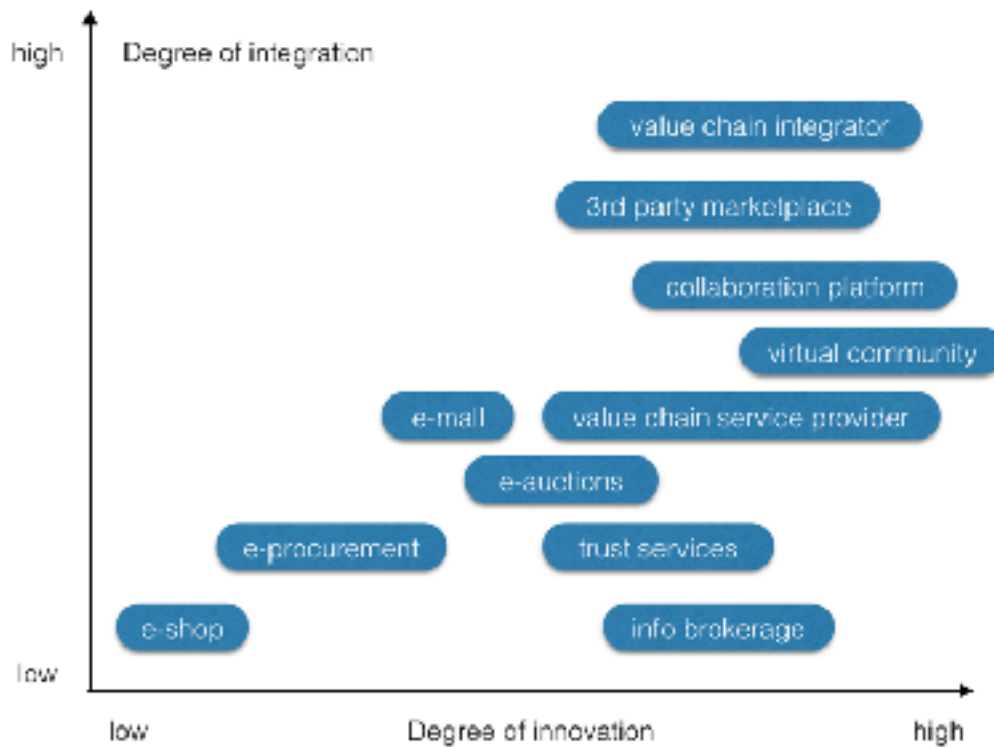 high
Degree of integration
value chain integrator
3rd party marketplace
collaboration platform
virtual community
e-mall
value chain service provider
e-auctions
e-procurement
trust services
e-shop
info brokerage
low
low
Degree of innovation
high